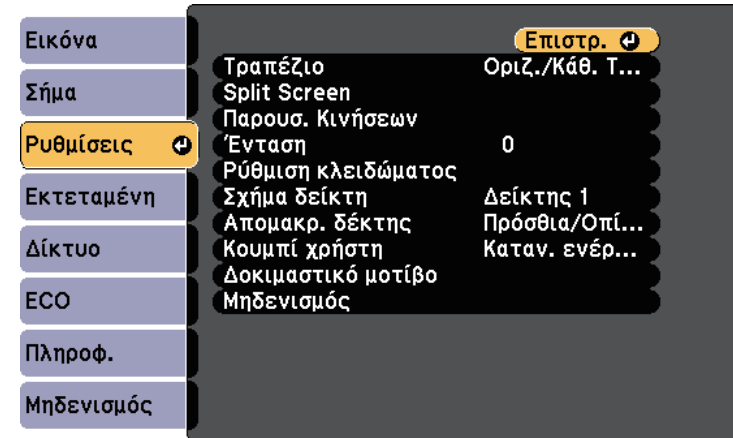 Εικόνα
Σήμα
Ρυθμίσεις
Εκτεταμένη
Δίκτυο
ECO
Πληροφ.
Μηδενισμός
Επιστρ.
Τραπέζιο Οριζ./Κάθ. Τ...
Split Screen
Παρουσ. Κινήσεων
Ένταση 0
Ρύθμιση κλειδώματος
Σχήμα δείκτη Δείκτης 1
Απομακρ. δέκτης Πρόσθια/Οπί...
Κουμπί χρήστη Καταν. ενέρ...
Δοκιμαστικό μοτίβο
Μηδενισμός